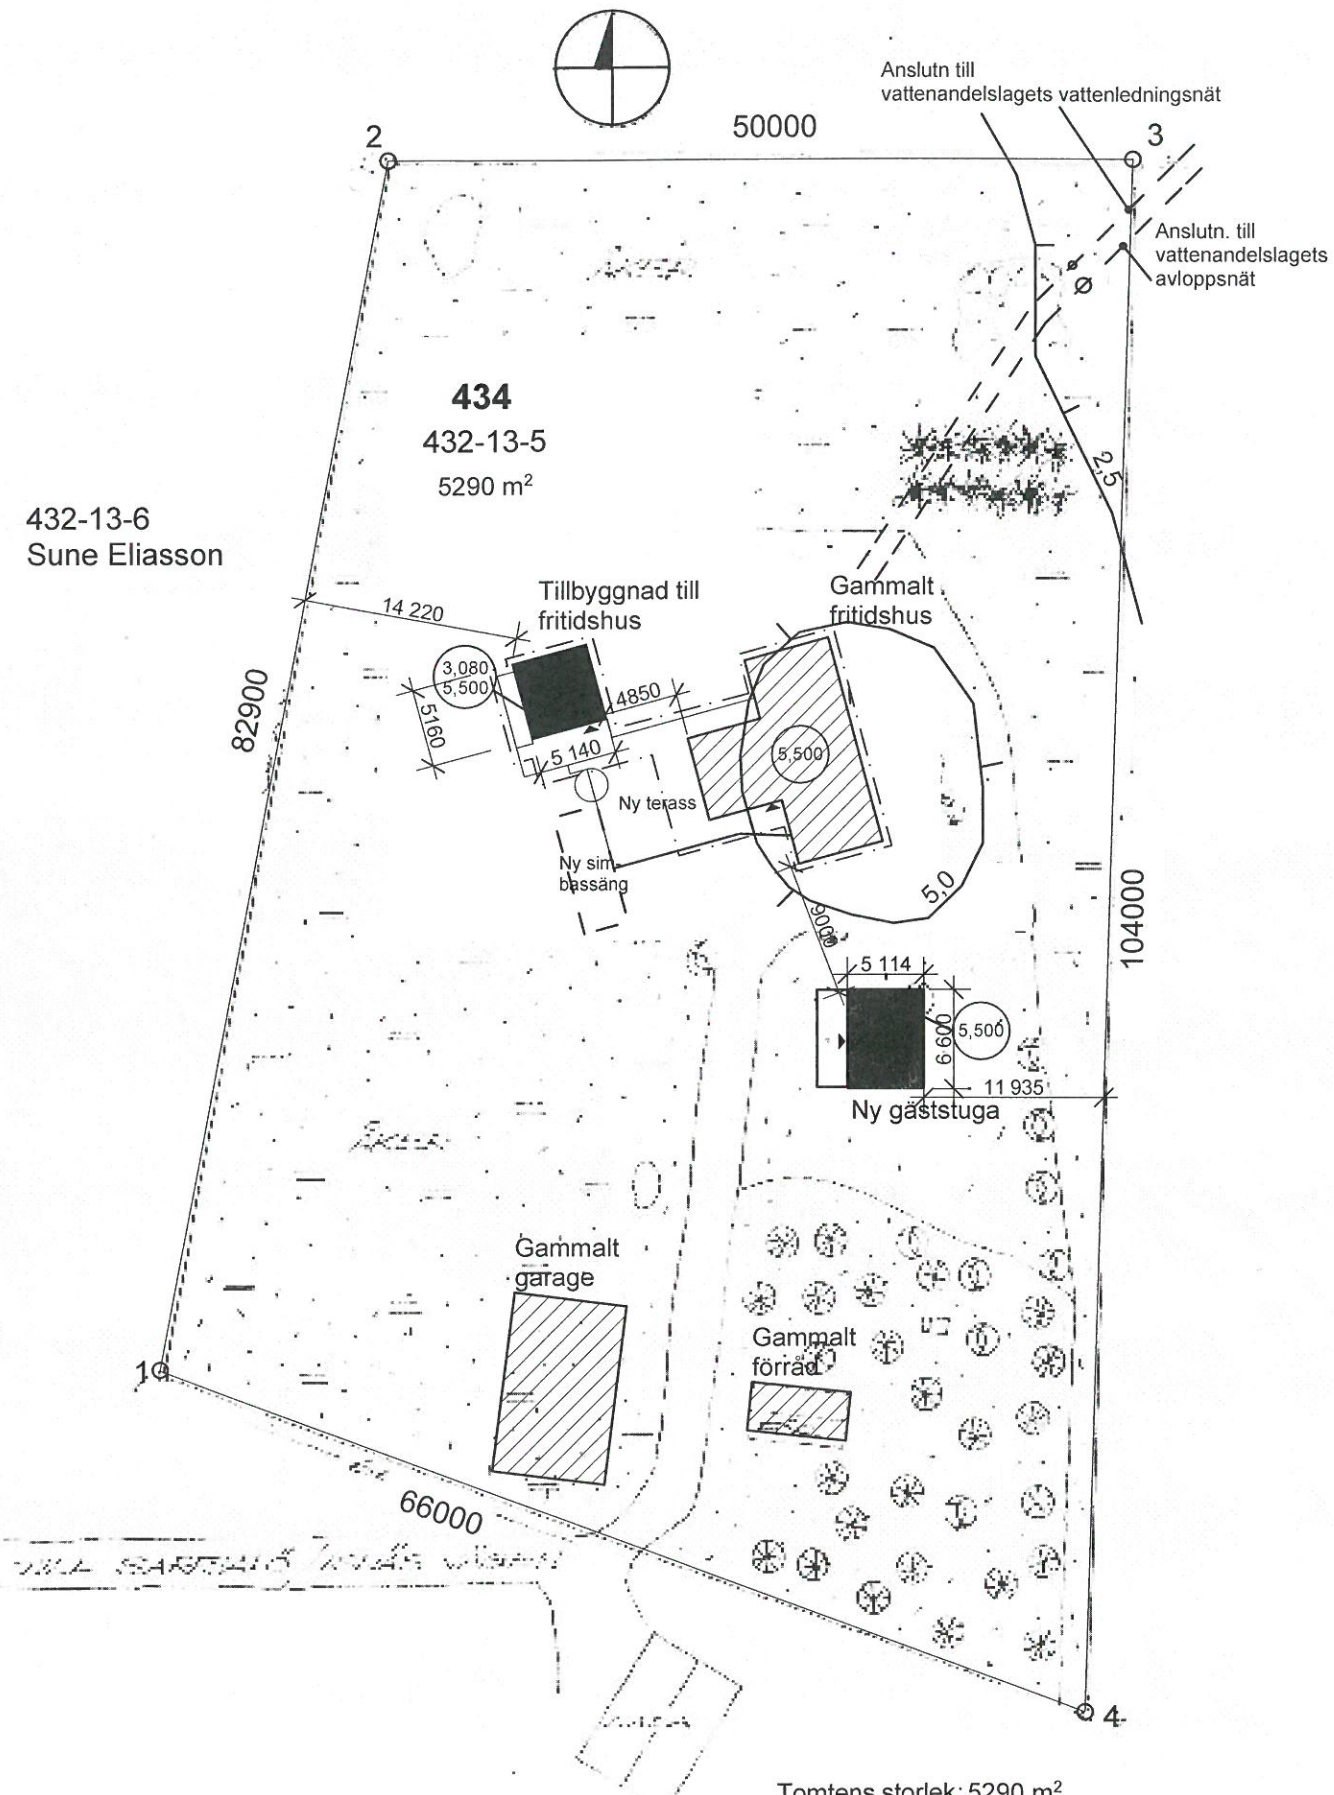 Anslutn till
vattenandelslagets vattenledningsnät
2
50000
3
Anslutn. till
vattenandelslagets
avloppsnät
434
432-13-5
5290 m²
2,5
432-13-6
Sune Eliasson
Tillbyggnad till
fritidshus
Gammalt
fritidshus
14 220
3,080
5,500
4850
5160
82900
5 140
5,500
Ny terass
Ny sim-
bassäng
5,0
9000
104000
5 114
5,500
6 600
11 935
Ny gäststuga
Gammalt
garage
Gammalt
förråd
1
66000
4
Tomtens storlek: 5290 m²